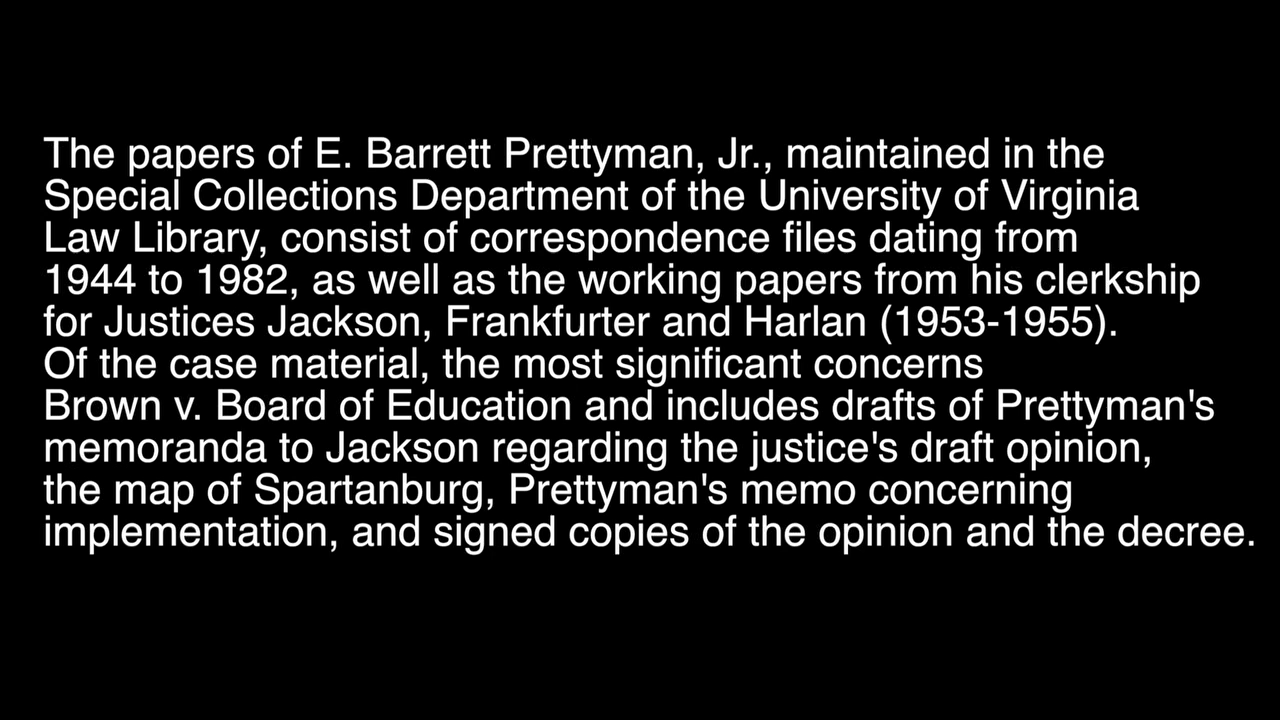 The papers of E. Barrett Prettyman, Jr., maintained in the
Special Collections Department of the University of Virginia
Law Library, consist of correspondence files dating from
1944 to 1982, as well as the working papers from his clerkship
for Justices Jackson, Frankfurter and Harlan (1953-1955).
Of the case material, the most significant concerns
Brown v. Board of Education and includes drafts of Prettyman's
memoranda to Jackson regarding the justice's draft opinion,
the map of Spartanburg, Prettyman's memo concerning
implementation, and signed copies of the opinion and the decree.